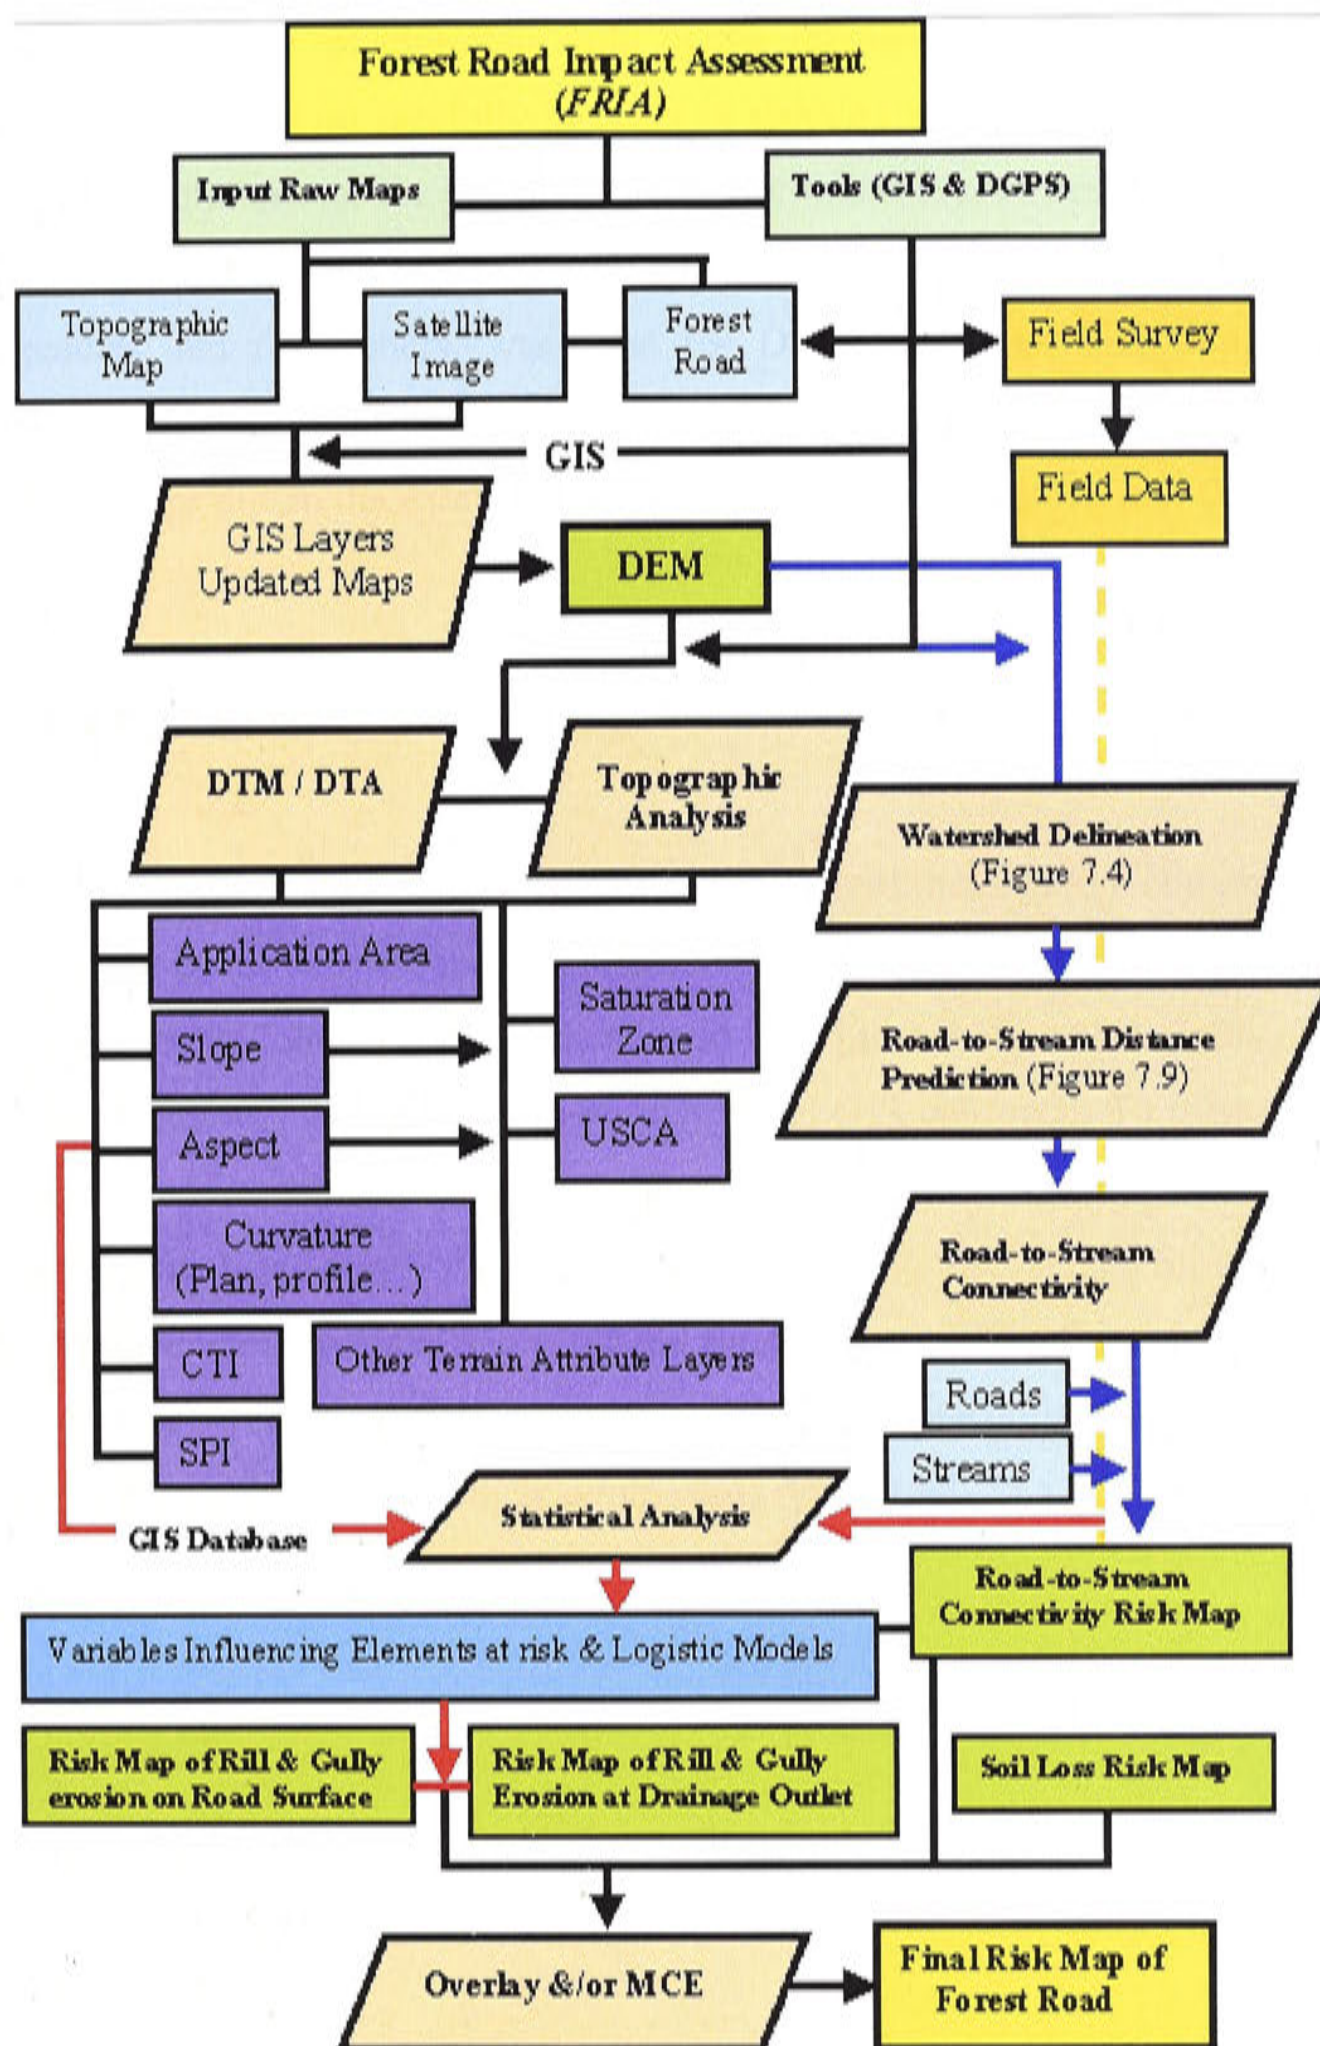 Forest Road Impact Assessment
(FRIA)
Input Raw Maps
Tools (GIS & DGPS)
Topographic
Map
Satellite
Image
Forest
Road
Field Survey
GIS
Field Data
GIS Layers
Updated Maps
DEM
DTM / DTA
Topographic
Analysis
Watershed Delineation
(Figure 7.4)
Application Area
Saturation
Zone
Slope
Road-to-Stream Distance
Prediction (Figure 7.9)
Aspect
USCA
Curvature
(Plan, profile...)
Road-to-Stream
Connectivity
CTI
Other Terrain Attribute Layers
Roads
SPI
Streams
Statistical Analysis
GIS Database
Road-to-Stream
Connectivity Risk Map
Variables Influencing Elements at risk & Logistic Models
Risk Map of Rill & Gully
erosion on Road Surface
Risk Map of Rill & Gully
Erosion at Drainage Outlet
Soil Loss Risk Map
Overlay &/or MCE
Final Risk Map of
Forest Road